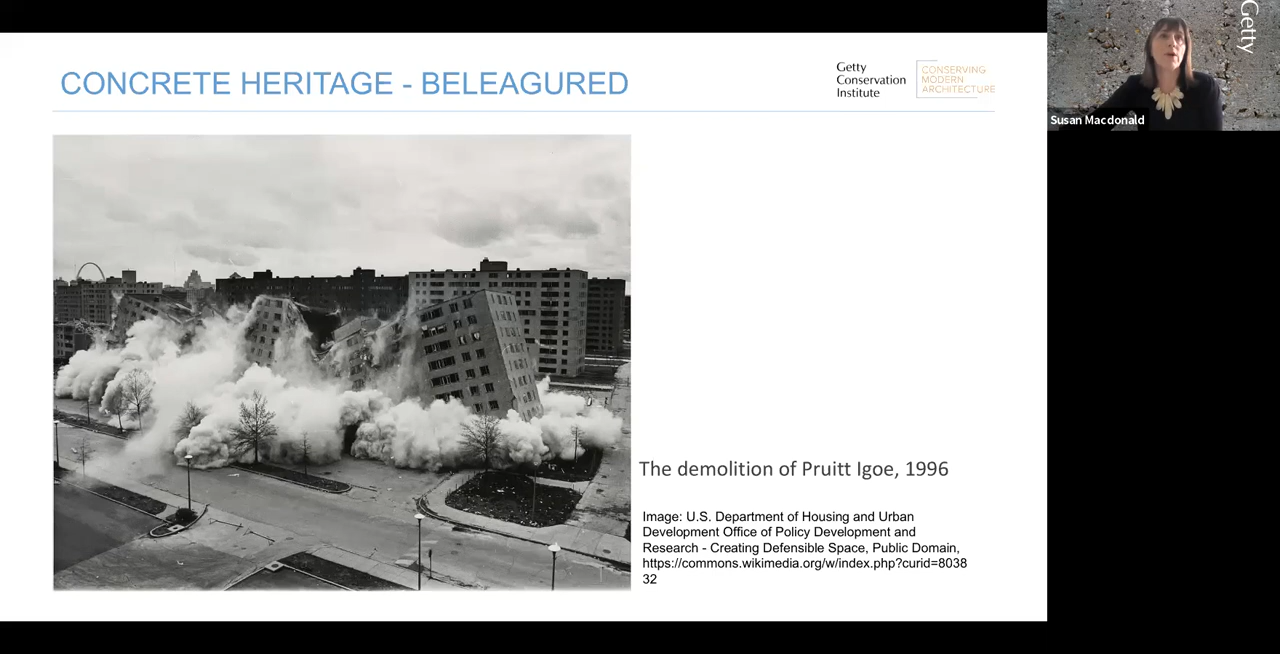 CONCRETE HERITAGE - BELEAGURED
Getty
Conservation
Institute
CONSERVING
MODERN
ARCHITECTURE
Getty
Susan Macdonald
The demolition of Pruitt Igoe, 1996
Image: U.S. Department of Housing and Urban
Development Office of Policy Development and
Research - Creating Defensible Space, Public Domain,
https://commons.wikimedia.org/w/index.php?curid=8038
32